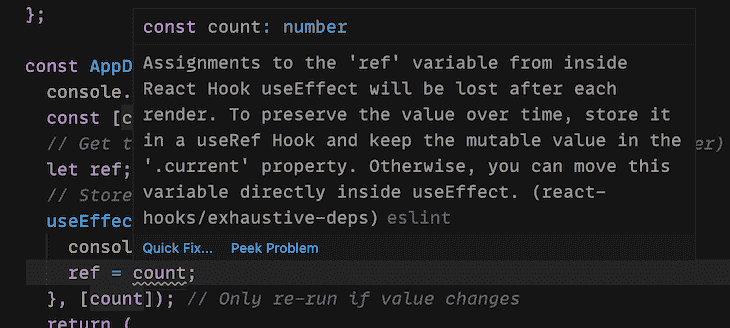 };
const count: number
const AppD
Assignments to the 'ref' variable from inside
console.
React Hook useEffect will be lost after each
const [c
render. To preserve the value over time, store it
// Get t
in a useRef Hook and keep the mutable value in the
er)
let ref;
'.current' property. Otherwise, you can move this
// Store
variable directly inside useEffect. (react-
useEffec
hooks/exhaustive-deps) eslint
consol
Quick Fix... Peek Problem
ref = count;
}, [count]); // Only re-run if value changes
return (